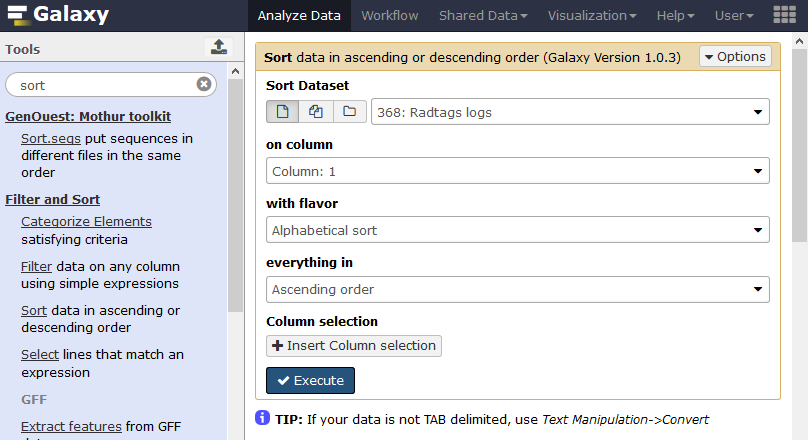 Galaxy
Analyze Data Workflow Shared Data Visualization Help User
Tools
sort
GenOuest: Mothur toolkit
Sort.seqs put sequences in
different files in the same
order
Filter and Sort
Categorize Elements
satisfying criteria
Filter data on any column
using simple expressions
Sort data in ascending or
descending order
Select lines that match an
expression
GFF
Extract features from GFF
Sort data in ascending or descending order (Galaxy Version 1.0.3)
Options
Sort Dataset
368: Radtags logs
on column
Column: 1
with flavor
Alphabetical sort
everything in
Ascending order
Column selection
Insert Column selection
Execute
TIP: If your data is not TAB delimited, use Text Manipulation->Convert